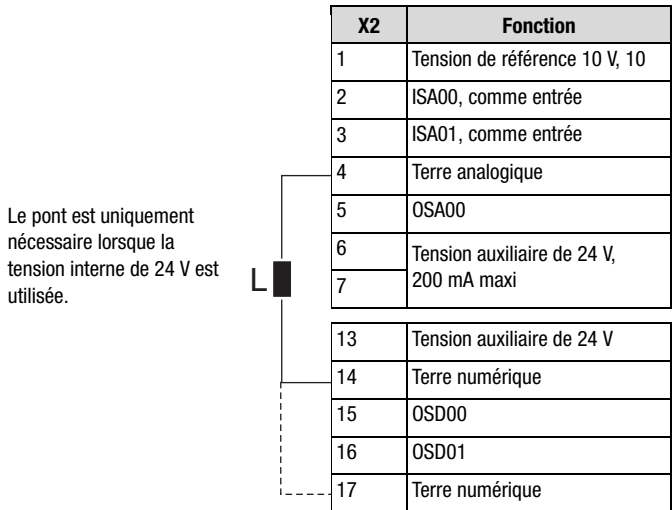 X2 Fonction
1 Tension de référence 10 V, 10
2 ISA00, comme entrée
3 ISA01, comme entrée
4 Terre analogique
5 OSA00
6 Tension auxiliaire de 24 V,
7 200 mA maxi
Le pont est uniquement
nécessaire lorsque la
tension interne de 24 V est
utilisée.
L
13 Tension auxiliaire de 24 V
14 Terre numérique
15 OSD00
16 OSD01
17 Terre numérique